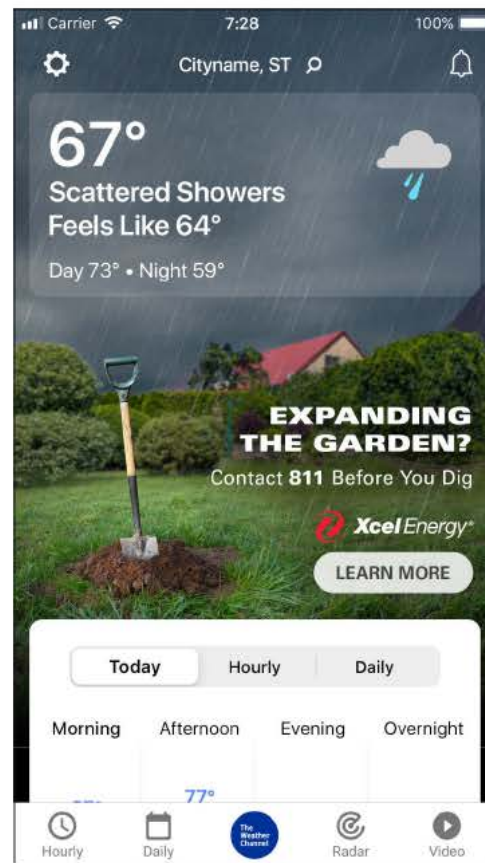 Carrier 7:28 100%
Cityname, ST
67°
Scattered Showers
Feels Like 64°
Day 73° • Night 59°
EXPANDING
THE GARDEN?
Contact 811 Before You Dig
Xcel Energy®
LEARN MORE
Today Hourly Daily
Morning Afternoon Evening Overnight
77°
The
Weather
Channel
Hourly Daily Radar Video